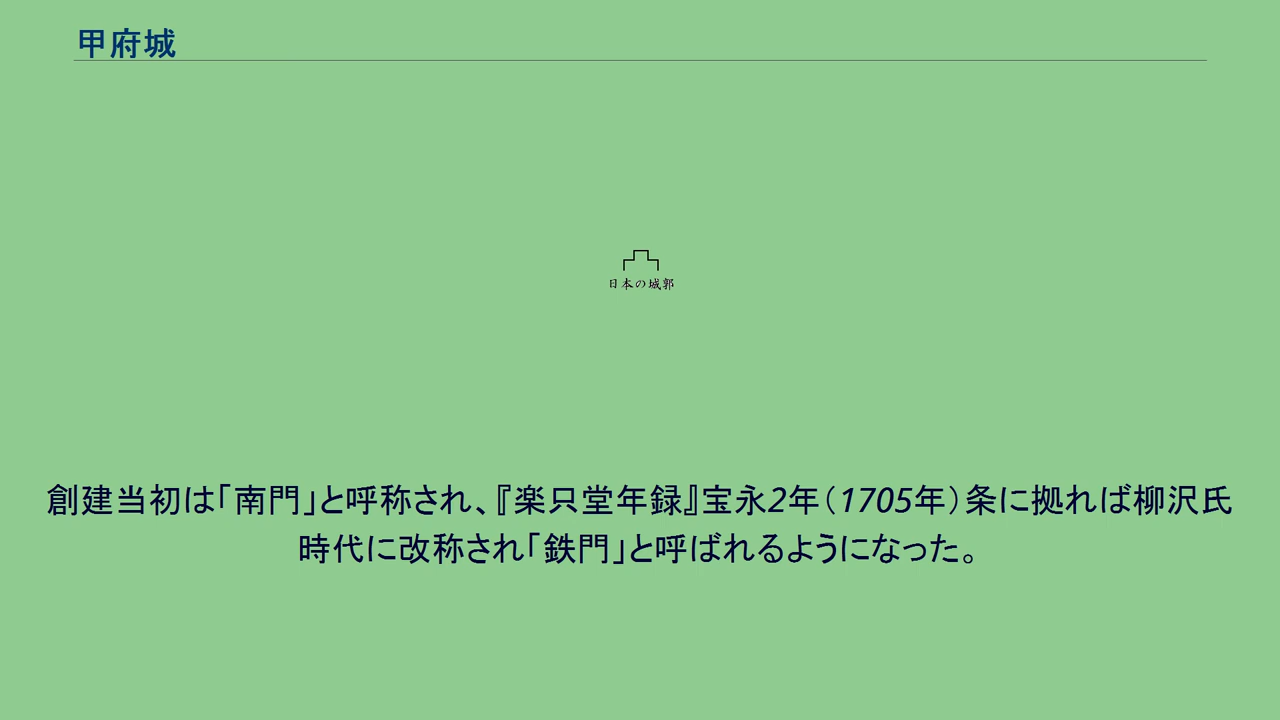 甲府城
日本の城郭
創建当初は「南門」と呼称され、『楽只堂年録』宝永2年（1705年）条に拠れば柳沢氏
時代に改称され「鉄門」と呼ばれるようになった。